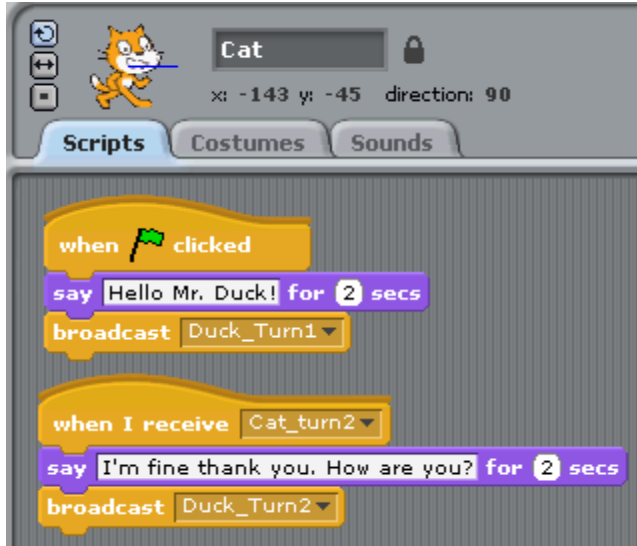 Cat
x: -143 y: -45 direction: 90
Scripts Costumes Sounds
when clicked
say Hello Mr. Duck! for 2 secs
broadcast Duck_Turn1
when I receive Cat_turn2
say I'm fine thank you. How are you? for 2 secs
broadcast Duck_Turn2